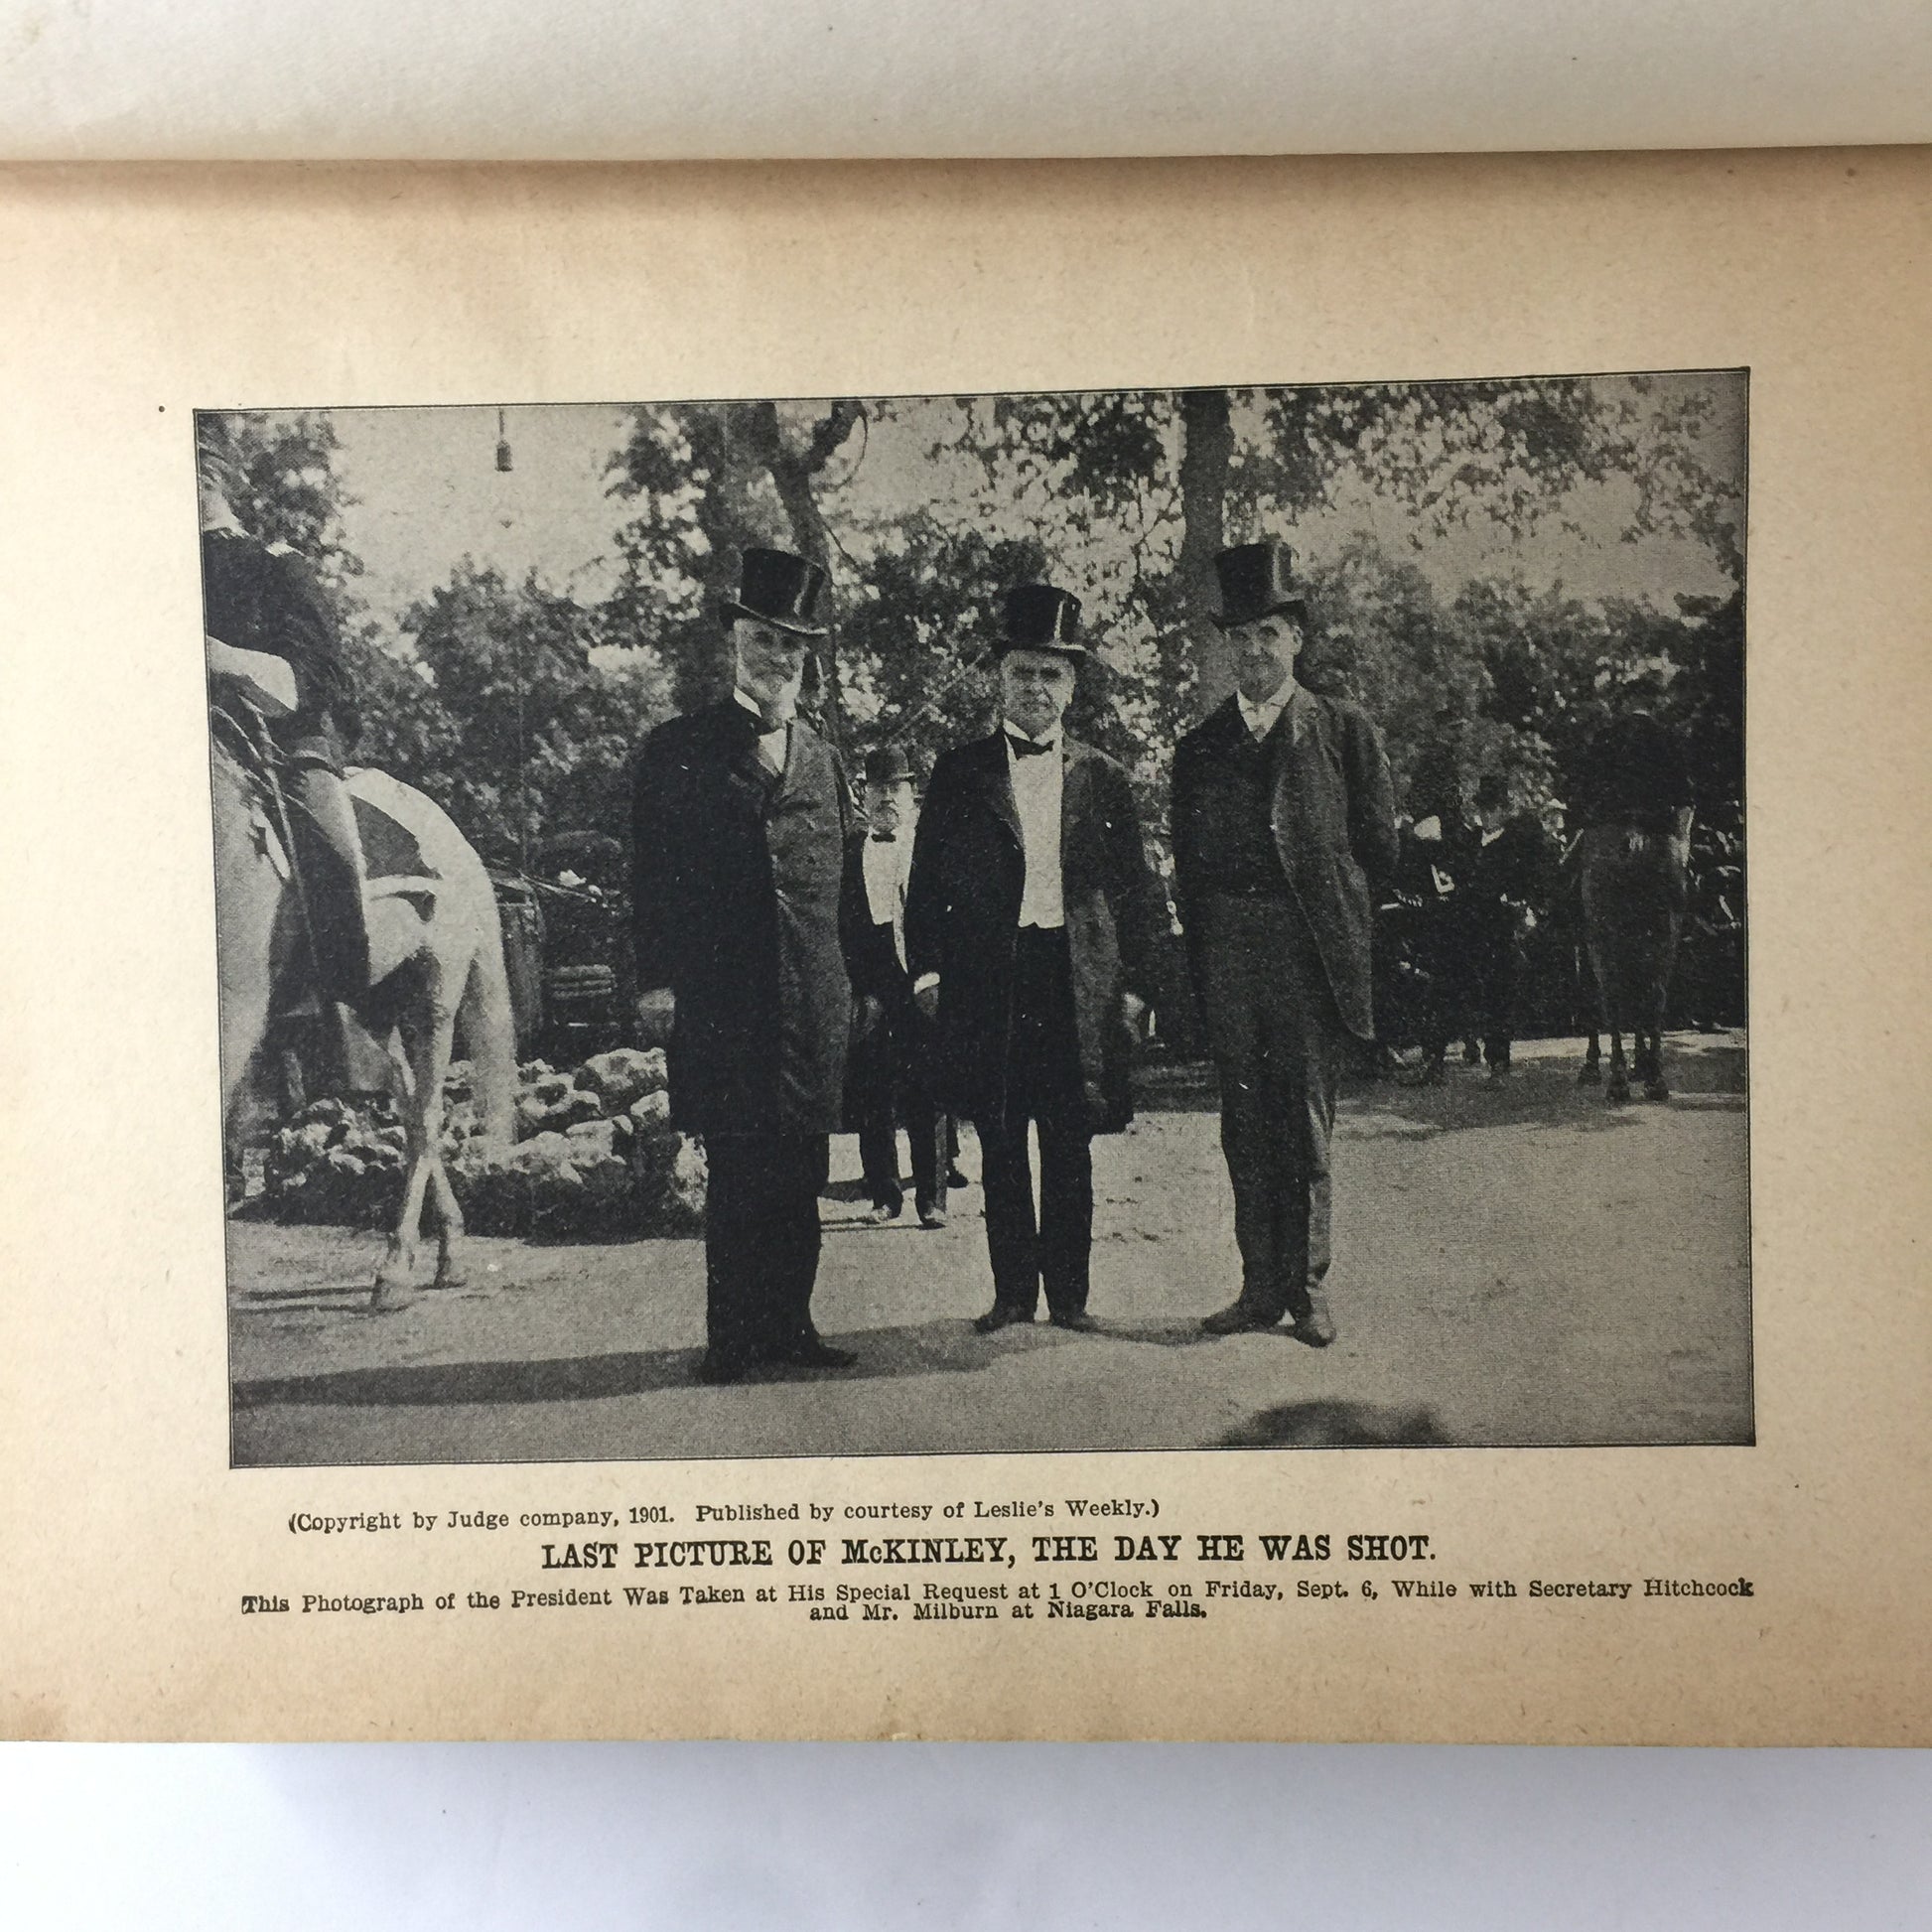 (Copyright by Judge company, 1901. Published by courtesy of Leslie's Weekly.)
LAST PICTURE OF McKINLEY, THE DAY HE WAS SHOT.
This Photograph of the President Was Taken at His Special Request at 1 O'Clock on Friday, Sept. 6, While with Secretary Hitchcock
and Mr. Milburn at Niagara Falls.